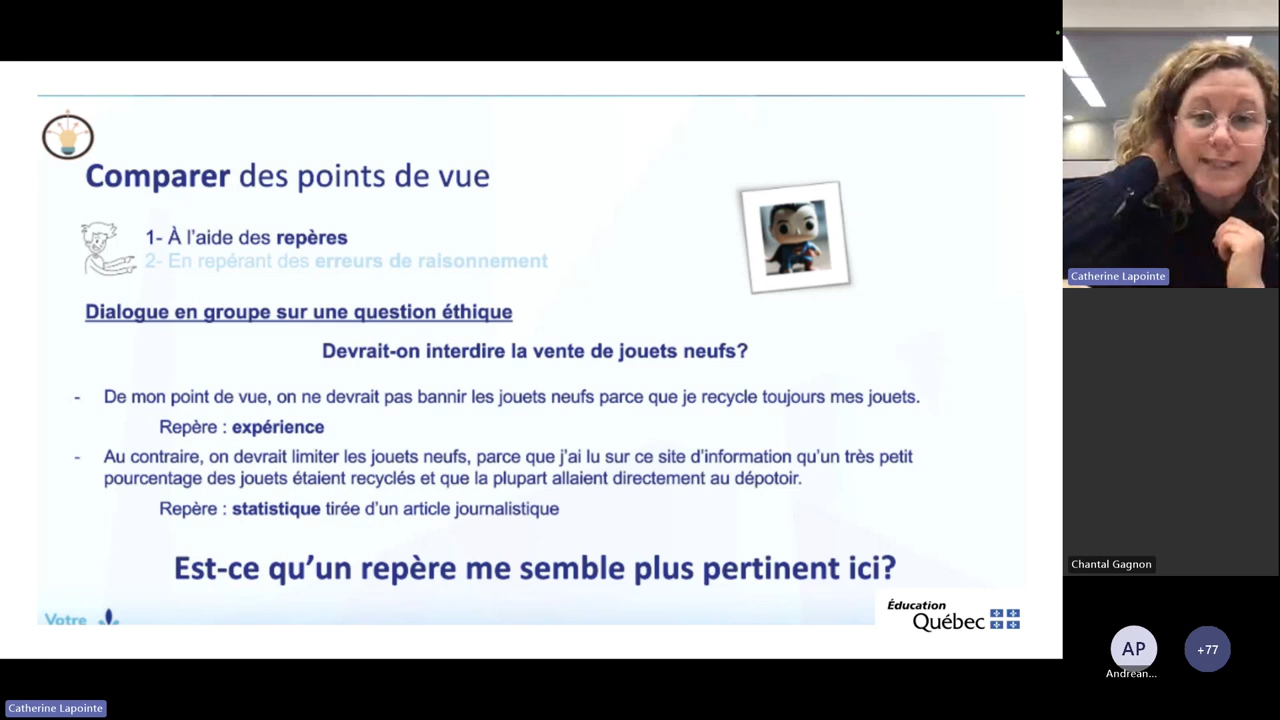 Comparer des points de vue
1- À l'aide des repères
2- En repérant des erreurs de raisonnement
Dialogue en groupe sur une question éthique
Devrait-on interdire la vente de jouets neufs?
- De mon point de vue, on ne devrait pas bannir les jouets neufs parce que je recycle toujours mes jouets.
Repère : expérience
- Au contraire, on devrait limiter les jouets neufs, parce que j'ai lu sur ce site d'information qu'un très petit
pourcentage des jouets étaient recyclés et que la plupart allaient directement au dépotoir.
Repère : statistique tirée d'un article journalistique
Est-ce qu'un repère me semble plus pertinent ici?
Votre
Éducation
Québec
Catherine Lapointe
Chantal Gagnon
AP
Andréan...
+77
Catherine Lapointe